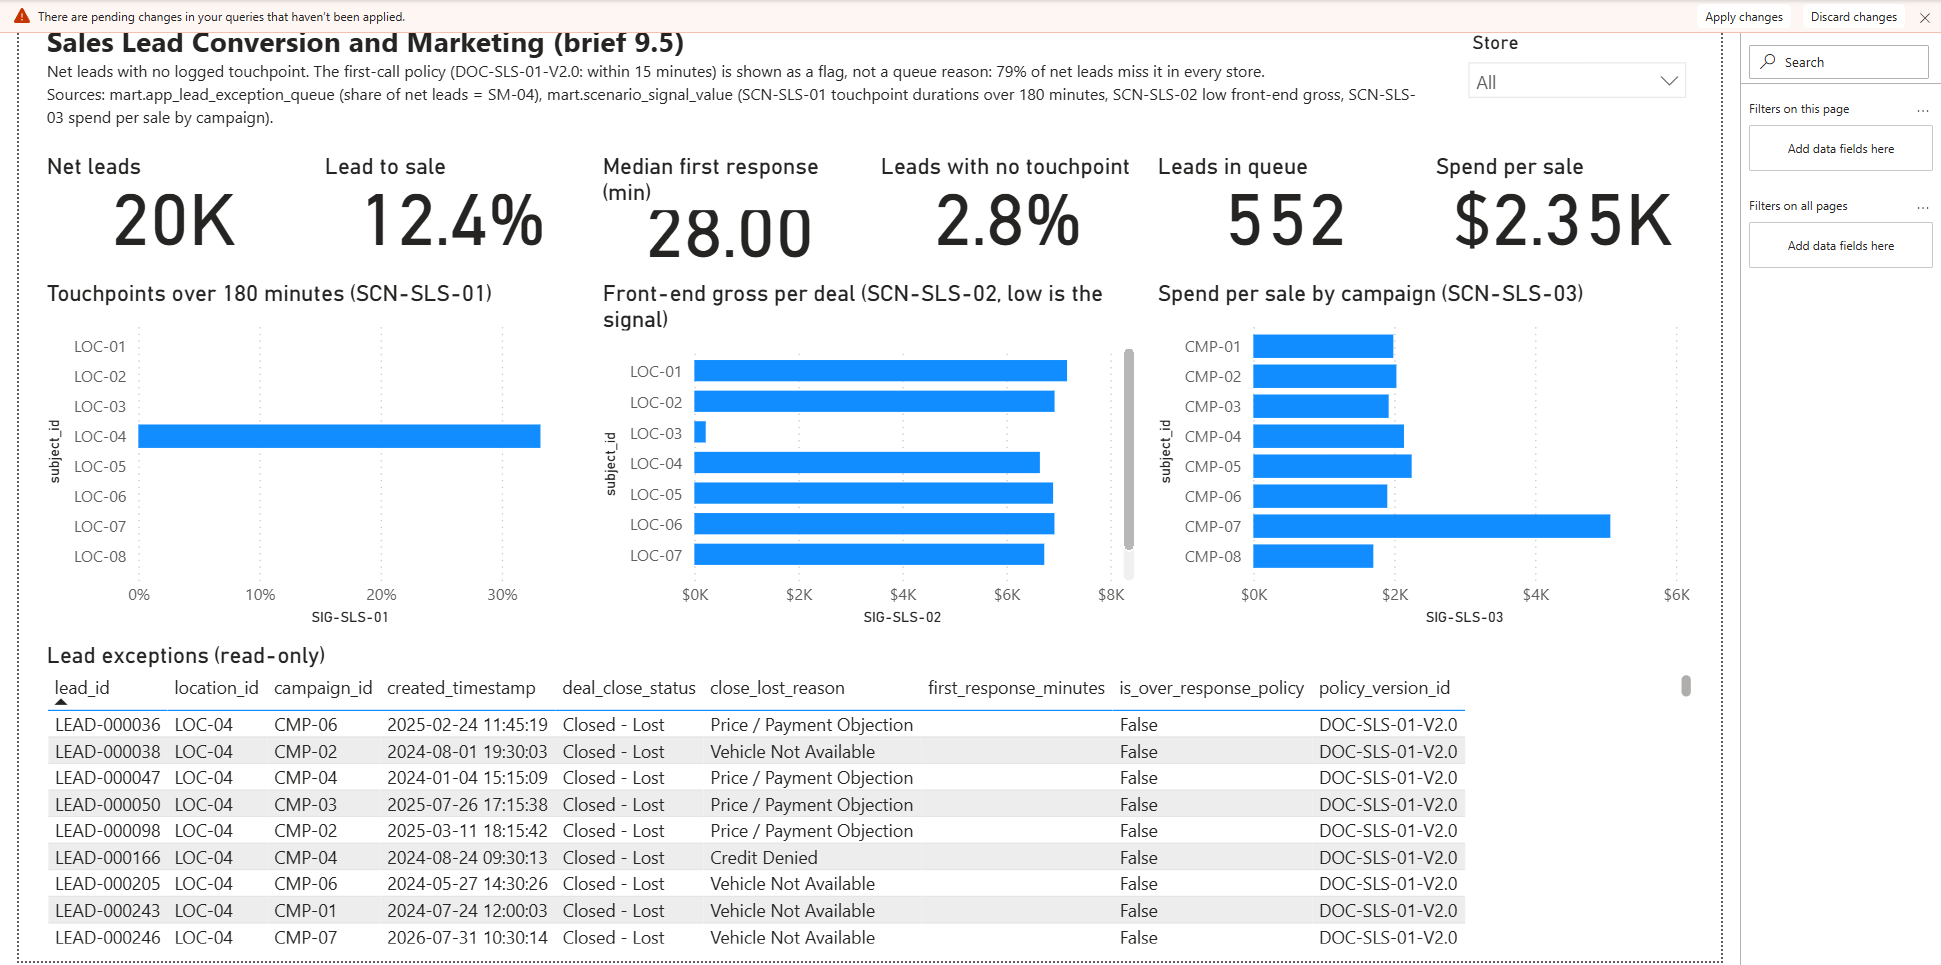 There are pending changes in your queries that haven't been applied.
Apply changes
Discard changes
Sales Lead Conversion and Marketing (brief 9.5)
Net leads with no logged touchpoint. The first-call policy (DOC-SLS-01-V2.0: within 15 minutes) is shown as a flag, not a queue reason: 79% of net leads miss it in every store.
Sources: mart.app_lead_exception_queue (share of net leads = SM-04), mart.scenario_signal_value (SCN-SLS-01 touchpoint durations over 180 minutes, SCN-SLS-02 low front-end gross, SCN-SLS-
03 spend per sale by campaign).
Store
All
Search
Filters on this page
...
Add data fields here
Filters on all pages
...
Add data fields here
Net leads
20K
Lead to sale
12.4%
Median first response
(min)
28.00
Leads with no touchpoint
2.8%
Leads in queue
552
Spend per sale
$2.35K
Touchpoints over 180 minutes (SCN-SLS-01)
subject_id
LOC-01
LOC-02
LOC-03
LOC-04
LOC-05
LOC-06
LOC-07
LOC-08
0% 10% 20% 30%
SIG-SLS-01
Front-end gross per deal (SCN-SLS-02, low is the
signal)
subject_id
LOC-01
LOC-02
LOC-03
LOC-04
LOC-05
LOC-06
LOC-07
$0K $2K $4K $6K $8K
SIG-SLS-02
Spend per sale by campaign (SCN-SLS-03)
subject_id
CMP-01
CMP-02
CMP-03
CMP-04
CMP-05
CMP-06
CMP-07
CMP-08
$0K $2K $4K $6K
SIG-SLS-03
Lead exceptions (read-only)
lead_id location_id campaign_id created_timestamp deal_close_status close_lost_reason first_response_minutes is_over_response_policy policy_version_id
LEAD-000036 LOC-04 CMP-06 2025-02-24 11:45:19 Closed - Lost Price / Payment Objection False DOC-SLS-01-V2.0
LEAD-000038 LOC-04 CMP-02 2024-08-01 19:30:03 Closed - Lost Vehicle Not Available False DOC-SLS-01-V2.0
LEAD-000047 LOC-04 CMP-04 2024-01-04 15:15:09 Closed - Lost Price / Payment Objection False DOC-SLS-01-V2.0
LEAD-000050 LOC-04 CMP-03 2025-07-26 17:15:38 Closed - Lost Price / Payment Objection False DOC-SLS-01-V2.0
LEAD-000098 LOC-04 CMP-02 2025-03-11 18:15:42 Closed - Lost Price / Payment Objection False DOC-SLS-01-V2.0
LEAD-000166 LOC-04 CMP-04 2024-08-24 09:30:13 Closed - Lost Credit Denied False DOC-SLS-01-V2.0
LEAD-000205 LOC-04 CMP-06 2024-05-27 14:30:26 Closed - Lost Vehicle Not Available False DOC-SLS-01-V2.0
LEAD-000243 LOC-04 CMP-01 2024-07-24 12:00:03 Closed - Lost Vehicle Not Available False DOC-SLS-01-V2.0
LEAD-000246 LOC-04 CMP-07 2026-07-31 10:30:14 Closed - Lost Vehicle Not Available False DOC-SLS-01-V2.0